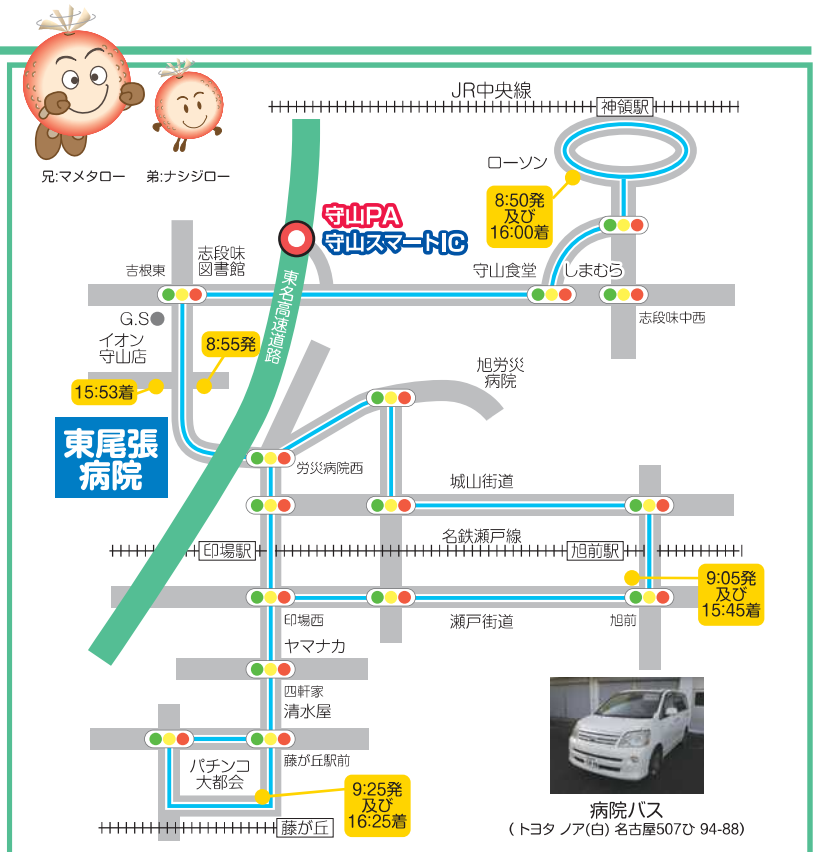 兄:マメタロー
弟:ナシジロー
JR中央線
神領駅
ローソン
8:50発
及び
16:00着
守山PA
守山スマートIC
志段味
図書館
吉根東
守山食堂
しまむら
志段味中西
東名高速道路
G.S
イオン
守山店
8:55発
15:53着
旭労災
病院
東尾張
病院
労災病院西
城山街道
名鉄瀬戸線
印場駅
旭前駅
9:05発
及び
15:45着
印場西
瀬戸街道
旭前
ヤマナカ
四軒家
清水屋
藤が丘駅前
パチンコ
大都会
9:25発
及び
16:25着
藤が丘
病院バス
(トヨタ ノア(白) 名古屋507ひ 94-88)